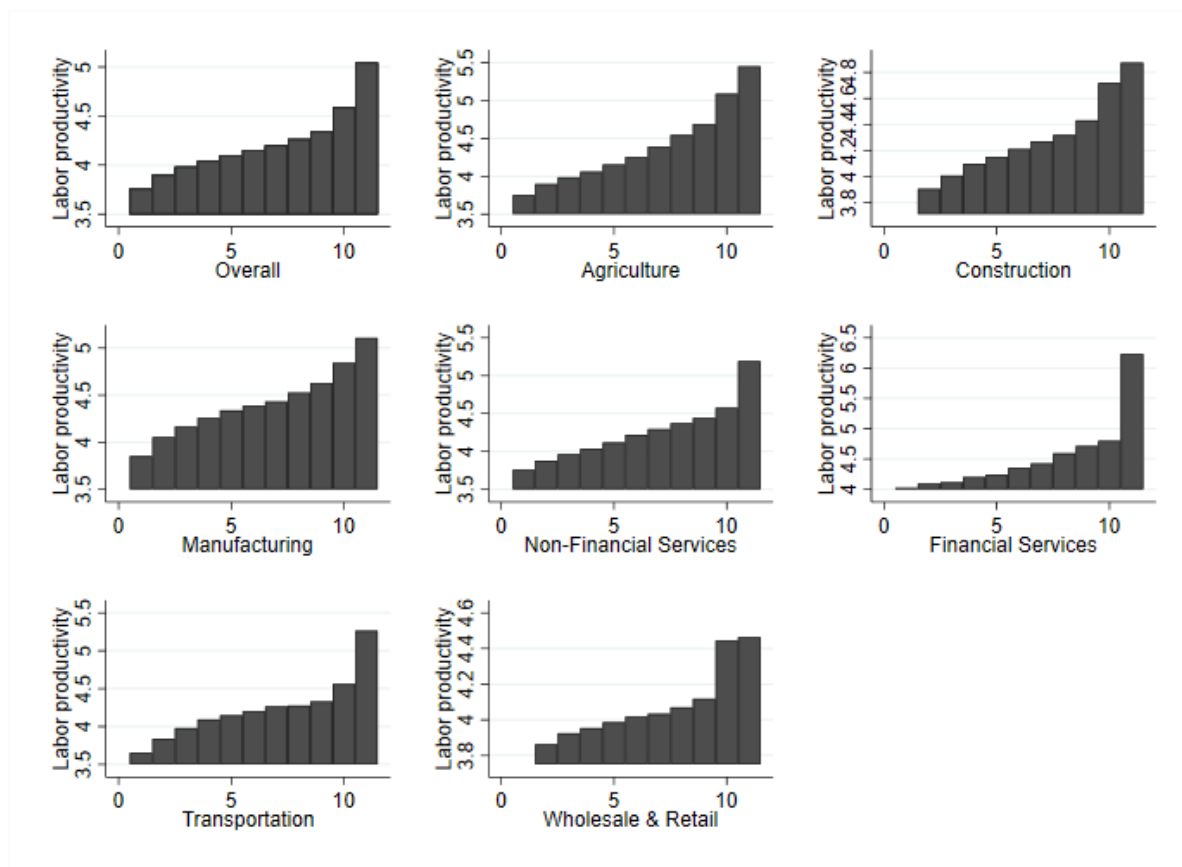 Labor productivity
3.5 4 4.5 5
0 5 10
Overall
Labor productivity
3.5 4 4.5 5 5.5
0 5 10
Agriculture
Labor productivity
3.8 4 4.2 4.4 4.6 4.8
0 5 10
Construction
Labor productivity
3.5 4 4.5 5
0 5 10
Manufacturing
Labor productivity
3.5 4 4.5 5 5.5
0 5 10
Non-Financial Services
Labor productivity
4 4.5 5 5.5 6 6.5
0 5 10
Financial Services
Labor productivity
3.5 4 4.5 5 5.5
0 5 10
Transportation
Labor productivity
3.8 4 4.2 4.4 4.6
0 5 10
Wholesale & Retail